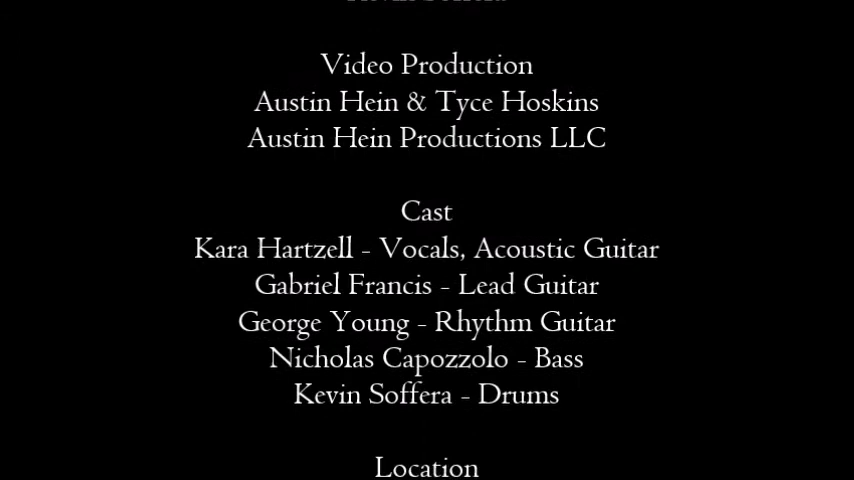 Video Production
Austin Hein & Tyce Hoskins
Austin Hein Productions LLC
Cast
Kara Hartzell - Vocals, Acoustic Guitar
Gabriel Francis - Lead Guitar
George Young - Rhythm Guitar
Nicholas Capozzolo - Bass
Kevin Soffera - Drums
Location